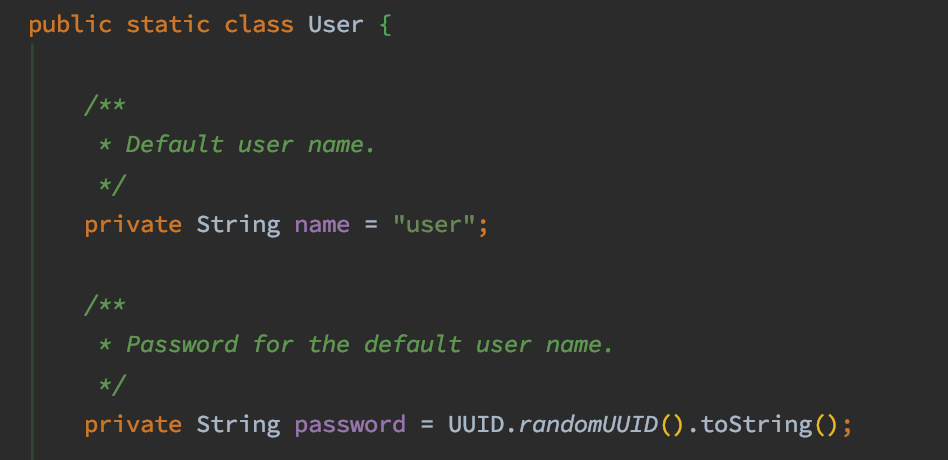 public static class User {
/**
* Default user name.
*/
private String name = "user";
/**
* Password for the default user name.
*/
private String password = UUID.randomUUID().toString();